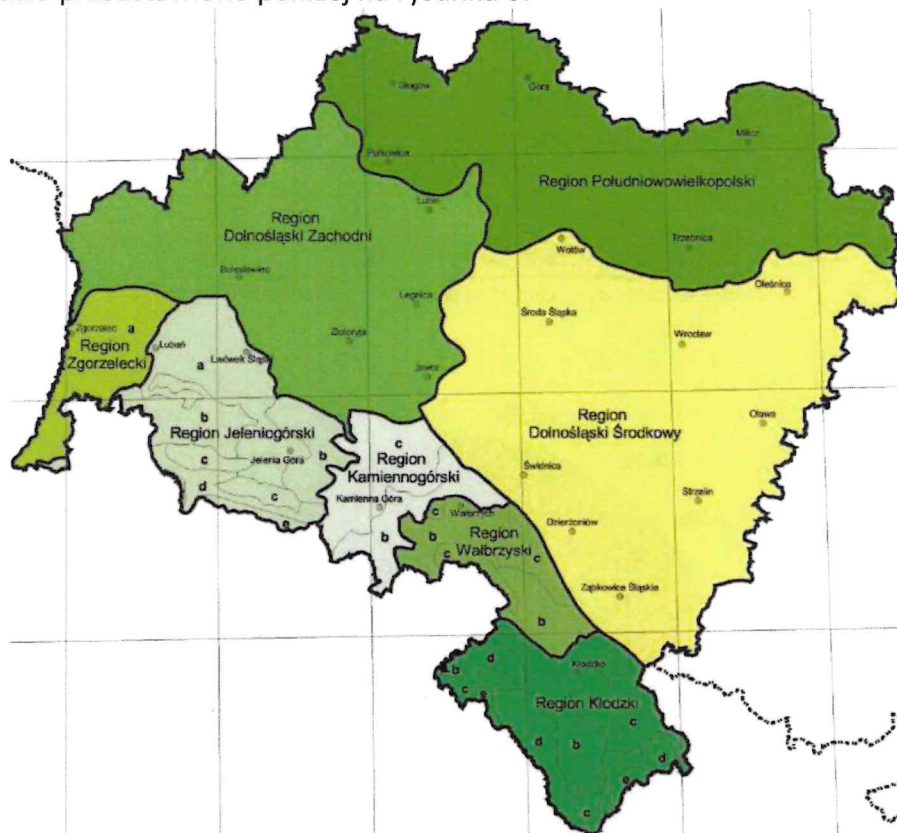 Głogów
Góra
Milicz
Polkowice
Region Południowowielkopolski
Lubin
Region
Dolnośląski Zachodni
Trzebnica
Wołów
Bolesławiec
Oleśnica
Legnica
Środa Śląska
Zgorzelec a
Region
Zgorzelecki
Złotoryja
Wrocław
Lubań
Lwówek Śląski
a
Jawor
b
Region Jeleniogórski
Region
Dolnośląski Środkowy
Oława
c
Jelenia Góra
b
c
Region
Kamiennogórski
Świdnica
d
c
Kamienna Góra
Strzelin
e
c
Wałbrzych
b
b
Region
Wałbrzyski
Dzierżoniów
c
c
Ząbkowice Śląskie
b
d
b
Kłodzko
c
e
Region Kłodzki
c
d
b
d
e
c